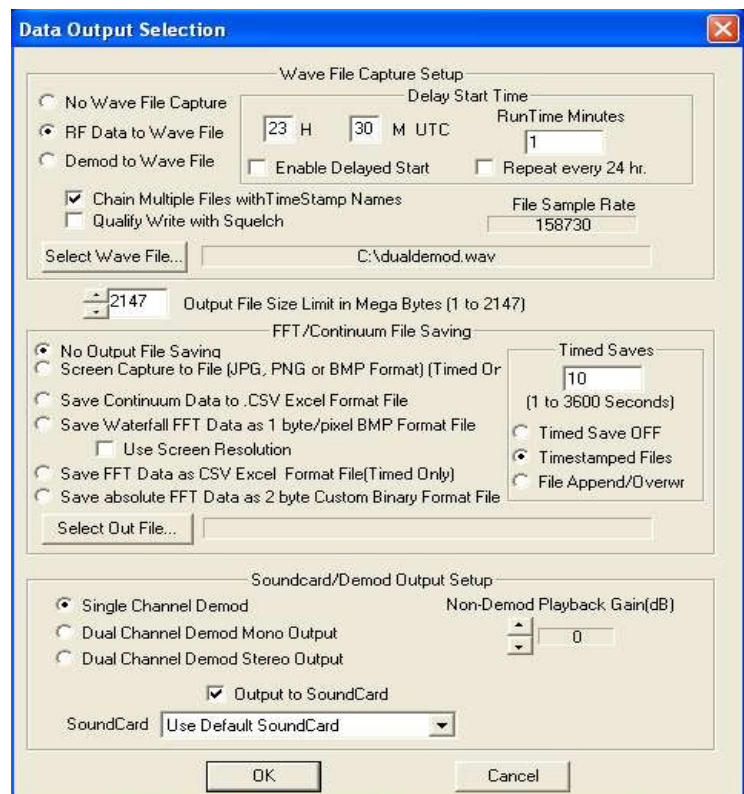 Data Output Selection
Wave File Capture Setup
No Wave File Capture
RF Data to Wave File
Demod to Wave File
Delay Start Time
23 H 30 M UTC
RunTime Minutes
1
Enable Delayed Start
Repeat every 24 hr.
Chain Multiple Files withTimeStamp Names
Qualify Write with Squelch
File Sample Rate
158730
Select Wave File...
C:\dualdemod.wav
2147 Output File Size Limit in Mega Bytes (1 to 2147)
FFT/Continuum File Saving
No Output File Saving
Screen Capture to File (JPG, PNG or BMP Format) (Timed Or
Save Continuum Data to .CSV Excel Format File
Save Waterfall FFT Data as 1 byte/pixel BMP Format File
Use Screen Resolution
Save FFT Data as CSV Excel Format File(Timed Only)
Save absolute FFT Data as 2 byte Custom Binary Format File
Timed Saves
10
(1 to 3600 Seconds)
Timed Save OFF
Timestamped Files
File Append/Overwr
Select Out File...
Soundcard/Demod Output Setup
Single Channel Demod
Dual Channel Demod Mono Output
Dual Channel Demod Stereo Output
Non-Demod Playback Gain(dB)
0
Output to SoundCard
SoundCard Use Default SoundCard
OK
Cancel